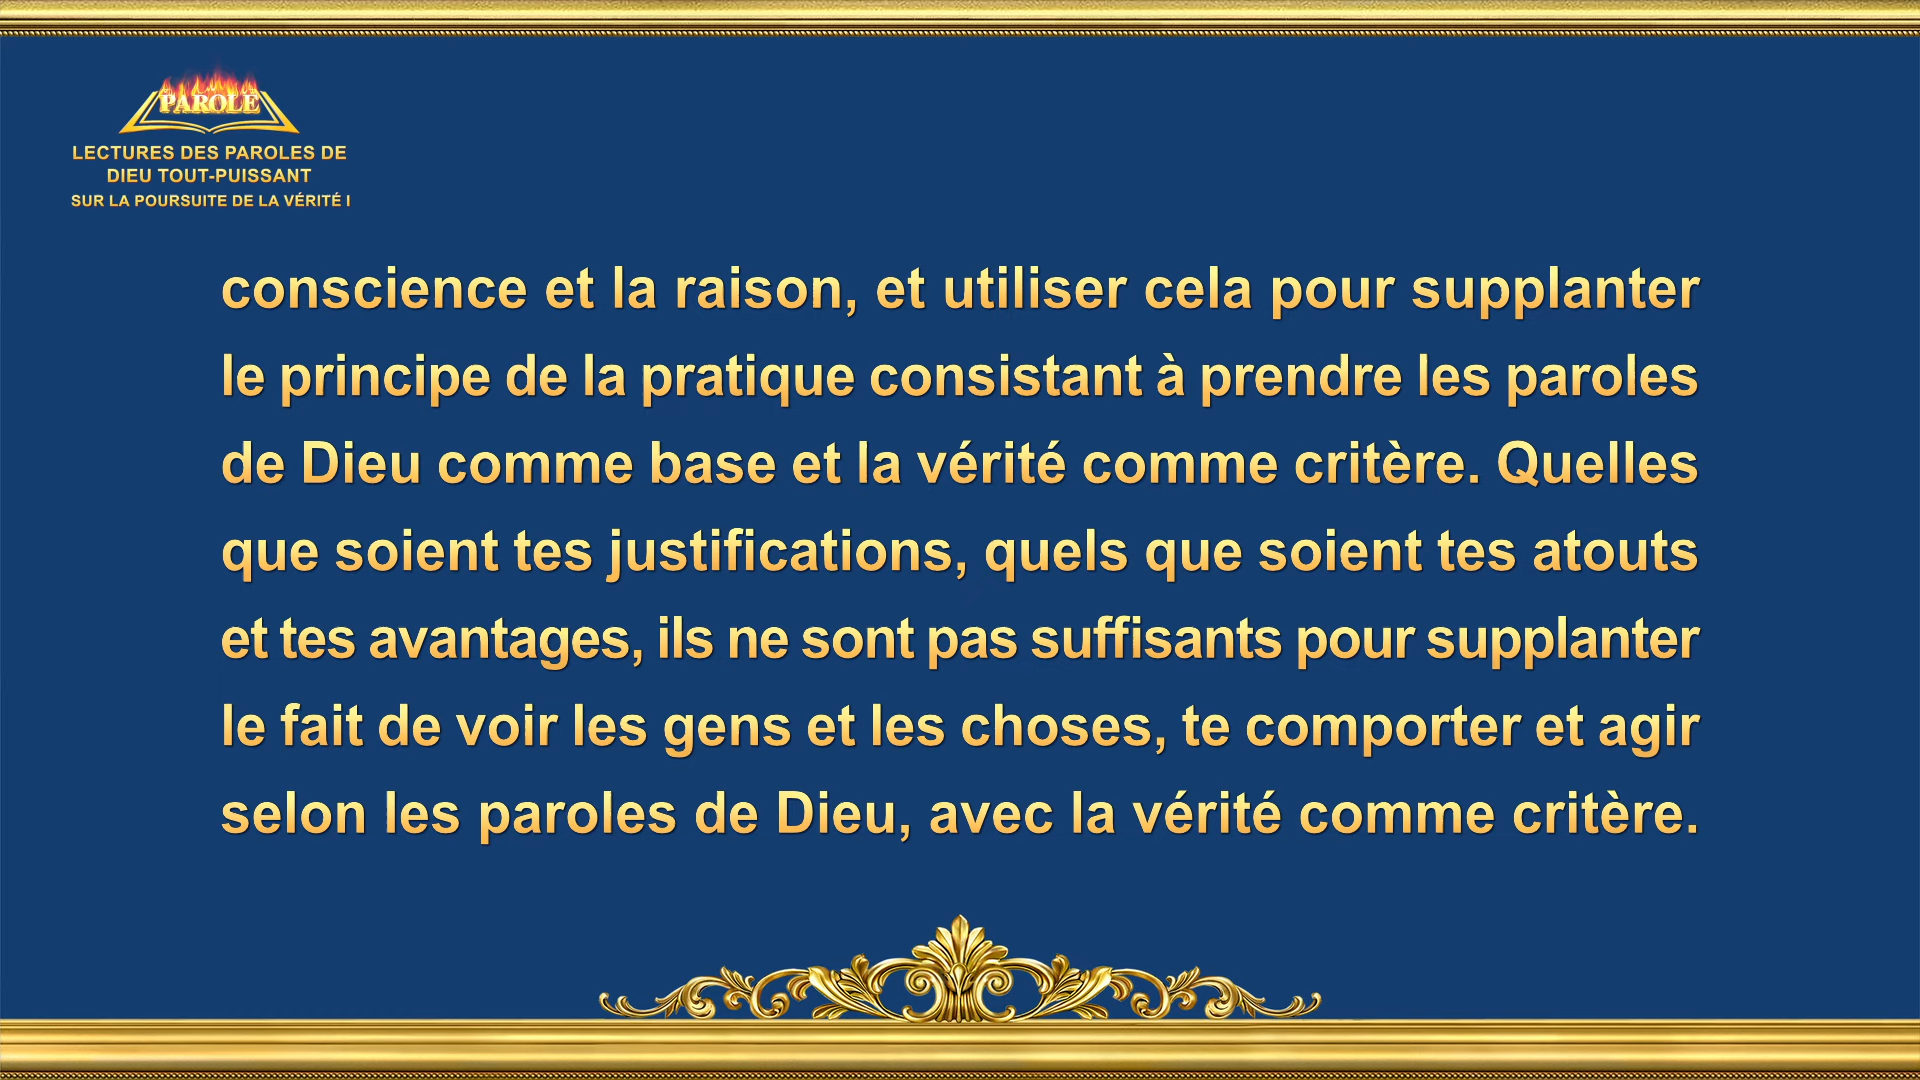 PAROLE
LECTURES DES PAROLES DE
DIEU TOUT-PUISSANT
SUR LA POURSUITE DE LA VÉRITÉ I
conscience et la raison, et utiliser cela pour supplanter
le principe de la pratique consistant à prendre les paroles
de Dieu comme base et la vérité comme critère. Quelles
que soient tes justifications, quels que soient tes atouts
et tes avantages, ils ne sont pas suffisants pour supplanter
le fait de voir les gens et les choses, te comporter et agir
selon les paroles de Dieu, avec la vérité comme critère.